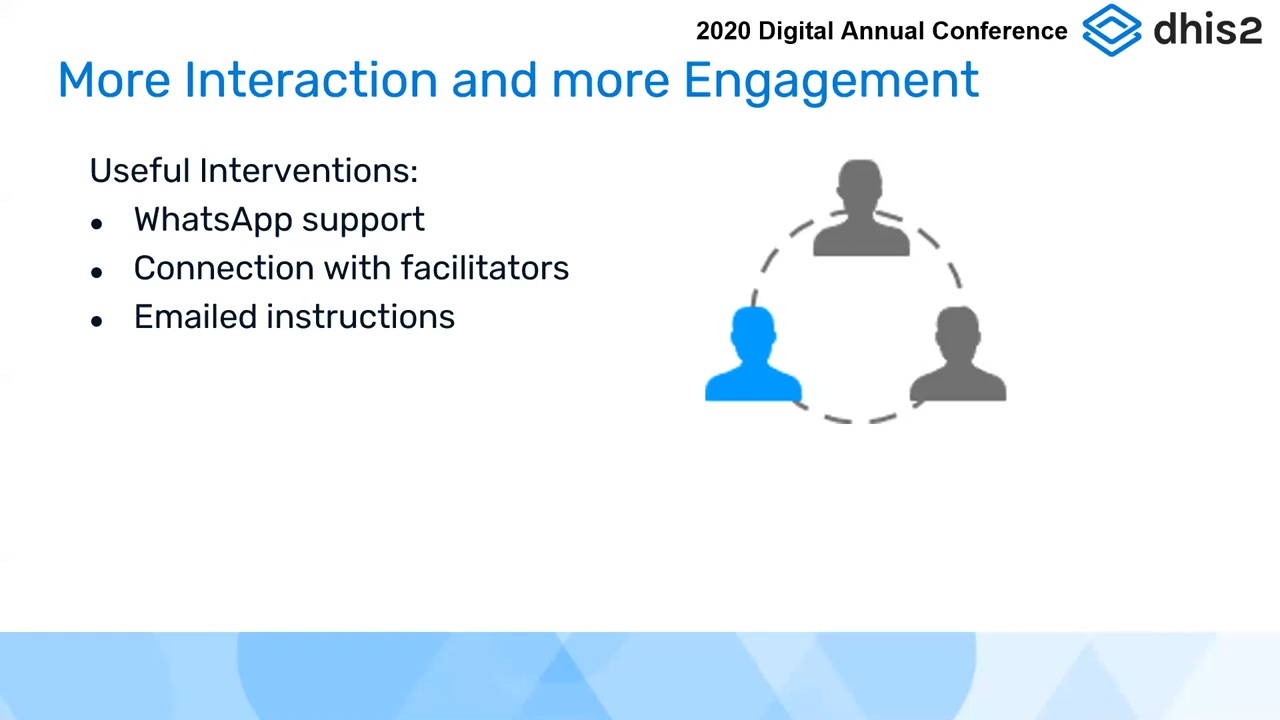 2020 Digital Annual Conference dhis2
More Interaction and more Engagement
Useful Interventions:
● WhatsApp support
● Connection with facilitators
● Emailed instructions